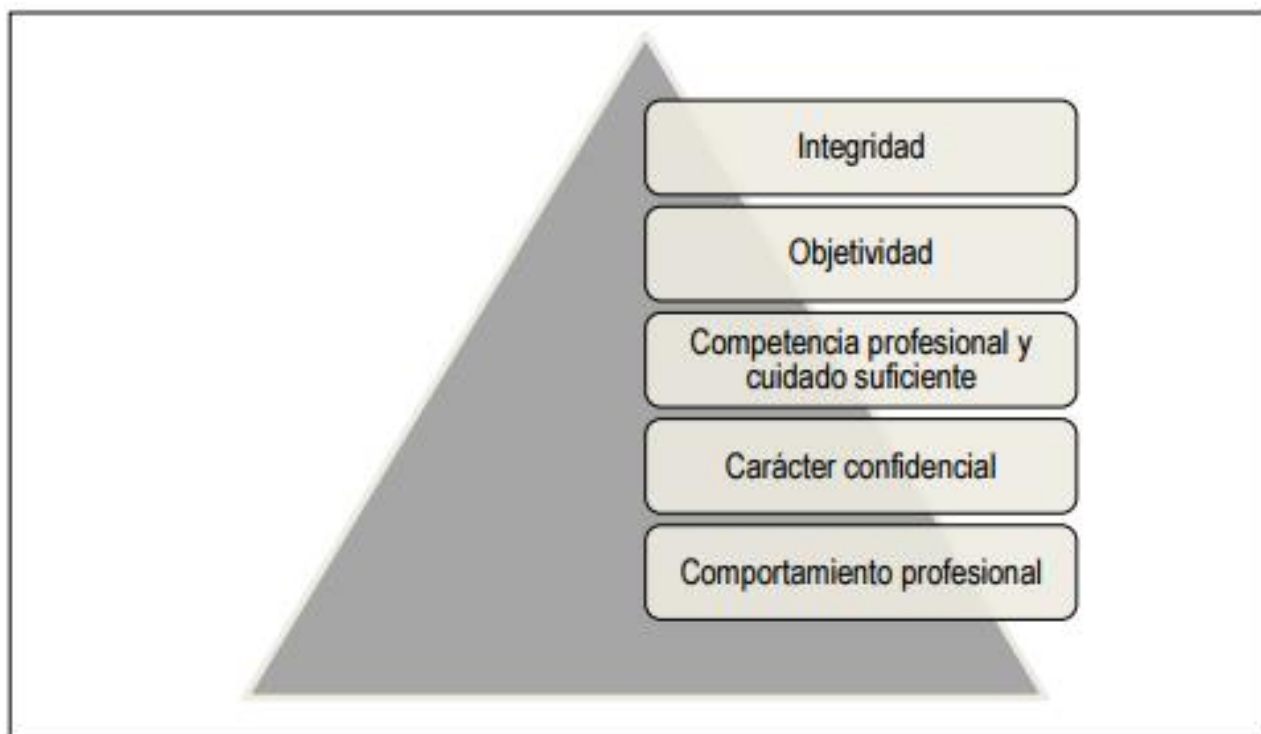 Integridad
Objetividad
Competencia profesional y
cuidado suficiente
Carácter confidencial
Comportamiento profesional